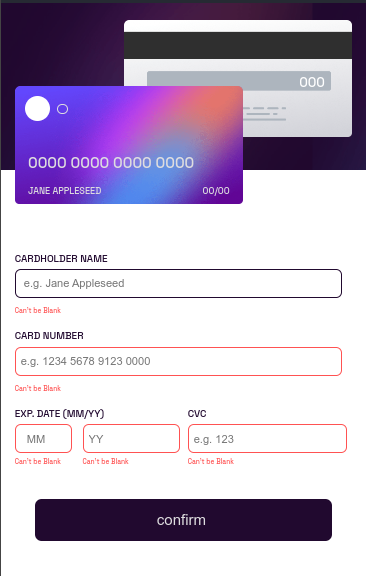 000
0000 0000 0000 0000
JANE APPLESEED 00/00
CARDHOLDER NAME
e.g. Jane Appleseed
Can't be Blank
CARD NUMBER
e.g. 1234 5678 9123 0000
Can't be Blank
EXP. DATE (MM/YY) CVC
MM YY e.g. 123
Can't be Blank Can't be Blank Can't be Blank
confirm